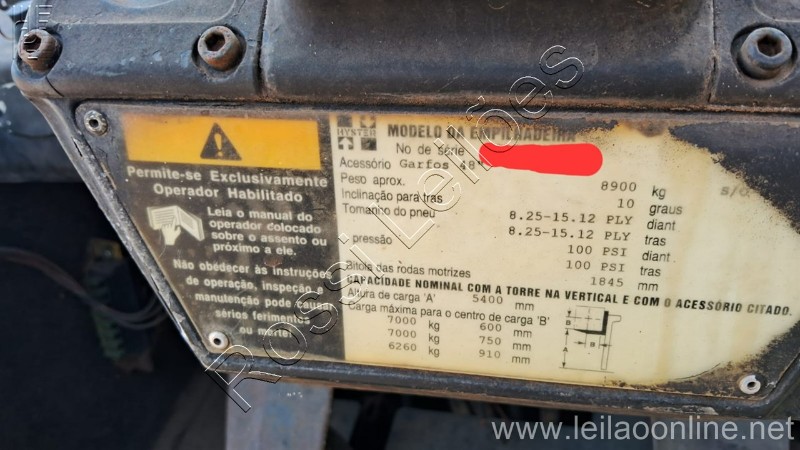 Permite-se Exclusivamente
Operador Habilitado
Leia o manual do
operador colocado
sobre o assento ou
próximo a ele.
Não obedecer às instruções
de operação, inspeção e
manutenção pode causar
sérios ferimentos
ou morte!
HYSTER
MODELO DA EMPILHADEIRA
No de série
Acessório Garfos 48"
Peso aprox. 8900 kg
Inclinação para tras 10 graus
Tomanho do pneu 8.25-15.12 PLY diant
8.25-15.12 PLY tras
pressão 100 PSI diant
100 PSI tras
Bitola das rodas motrizes 1845 mm
CAPACIDADE NOMINAL COM A TORRE NA VERTICAL E COM O ACESSÓRIO CITADO.
Altura de carga 'A' 5400 mm
Carga máxima para o centro de carga 'B'
7000 kg 600 mm
7000 kg 750 mm
6260 kg 910 mm
B
B
A
Rossi Leilões
www.leilaoonline.net